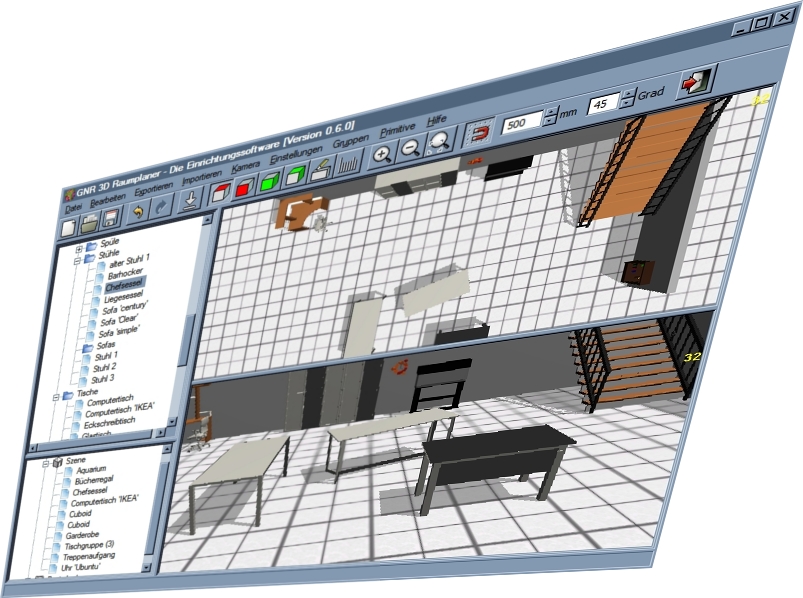 GNR 3D Raumplaner - Die Einrichtungssoftware [Version 0.6.0]
Datei Bearbeiten Exportieren Importieren Kamera Einstellungen Gruppen Primitive Hilfe
500 mm 45 Grad
Spüle
Stühle
alter Stuhl 1
Barhocker
Chefsessel
Liegesessel
Sofa 'century'
Sofa 'Clear'
Sofa 'simple'
Sofas
Stuhl 1
Stuhl 2
Stuhl 3
Tische
Computertisch
Computertisch 'IKEA'
Eckschreibtisch
Glastisch
Szene
Aquarium
Bücherregal
Chefsessel
Computertisch 'IKEA'
Cuboid
Cuboid
Garderobe
Tischgruppe (3)
Treppenaufgang
Uhr 'Ubuntu'
32